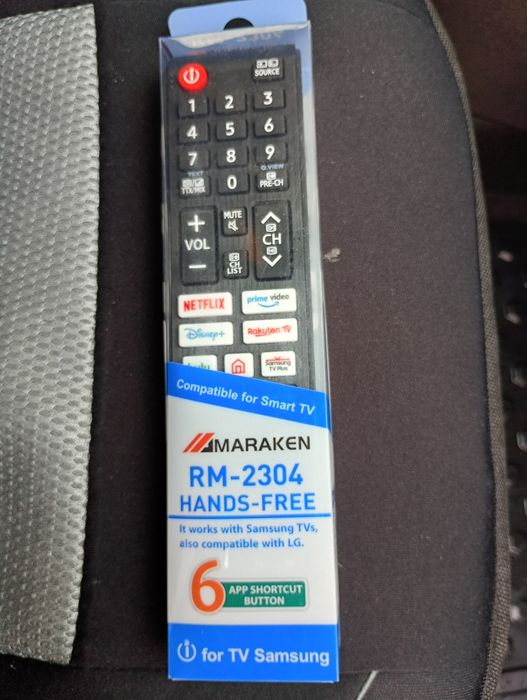 SOURCE
1 2 3
4 5 6
7 8 9
TEXT
Q.VIEW
TTX/MIX 0 PRE-CH
+ MUTE
VOL CH
- CH
LIST
NETFLIX prime video
Disney+ Rakuten TV
hulu Samsung
TV Plus
Compatible for Smart TV
MARAKEN
RM-2304
HANDS-FREE
It works with Samsung TVs,
also compatible with LG.
6 APP SHORTCUT
BUTTON
for TV Samsung